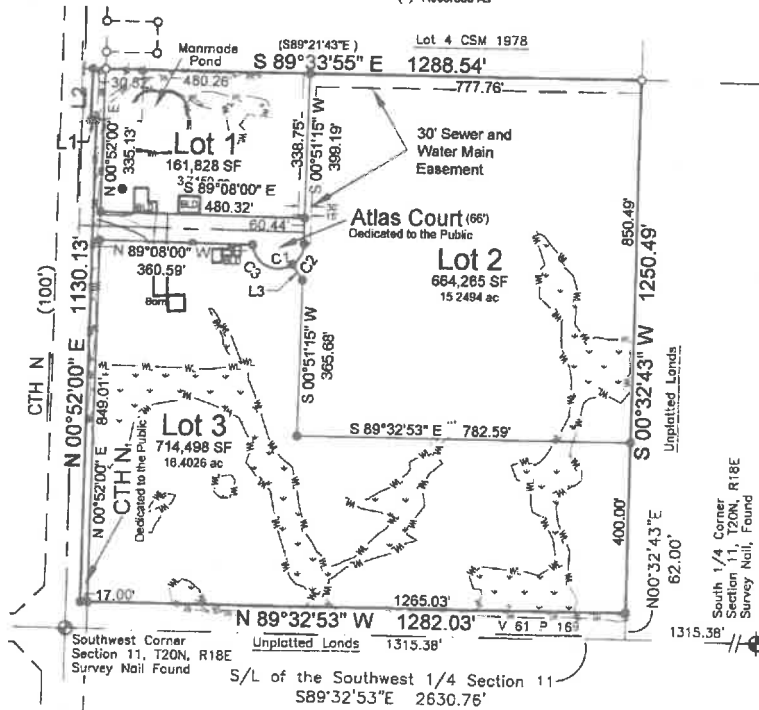 (S89°21'43"E )
Lot 4 CSM 1978
S 89°33'55" E 1288.54'
Manmade
Pond
30.57'
480.26'
777.76'
L2
L1
N 00°52'00" E
335.13'
Lot 1
161,828 SF
S 89°08'00" E
480.32'
338.75'
S 00°51'15" W
399.19'
30' Sewer and
Water Main
Easement
60.44'
Atlas Court (66')
Dedicated to the Public
N 89°08'00" W
360.59'
C3
C1
C2
L3
Barn
Lot 2
664,265 SF
15.2494 ac
850.49'
S 00°32'43" W 1250.49'
Unplatted Lands
CTH N (100')
N 00°52'00" E 1130.13'
N 00°52'00" E 849.01'
CTH N
Dedicated to the Public
S 00°51'15" W
365.68'
Lot 3
714,498 SF
16.4026 ac
S 89°32'53" E 782.59'
400.00'
N00°32'43"E
62.00'
South 1/4 Corner
Section 11, T20N, R18E
Survey Nail, Found
17.00'
1265.03'
N 89°32'53" W 1282.03'
V 61 P 169
Southwest Corner
Section 11, T20N, R18E
Survey Nail Found
Unplatted Lands
1315.38'
1315.38'
S/L of the Southwest 1/4 Section 11
S89°32'53"E 2630.76'